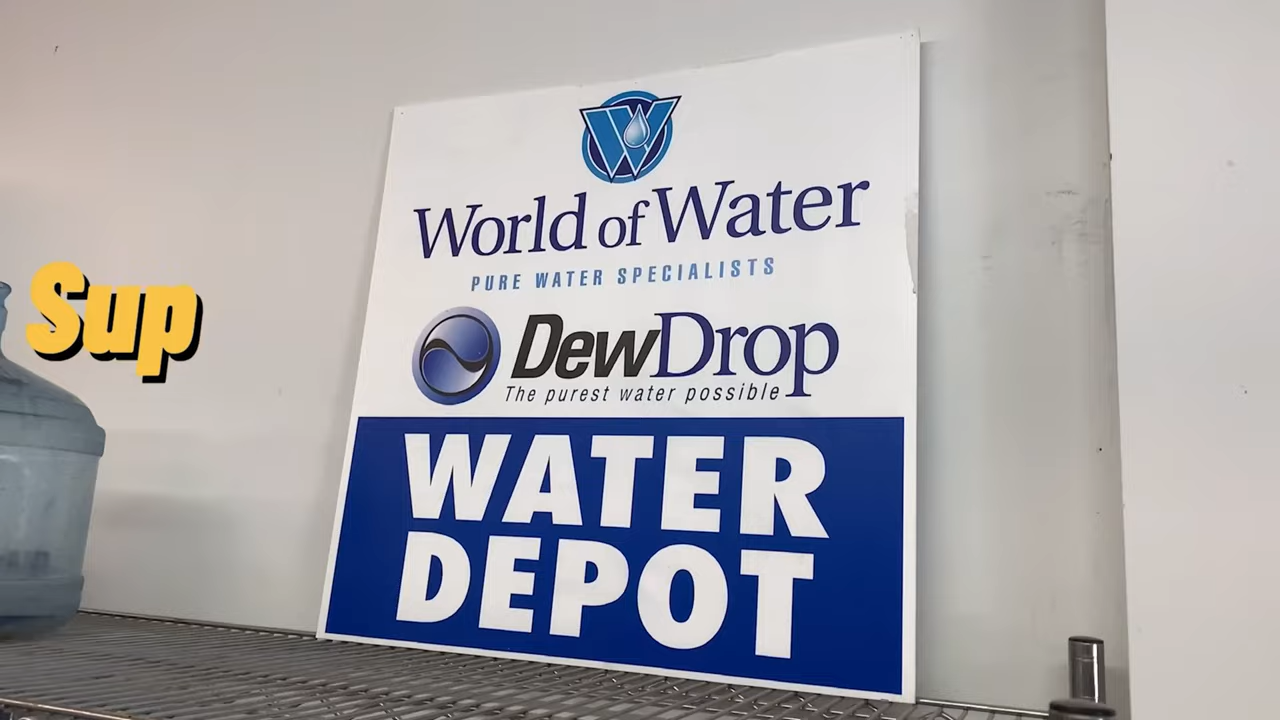 Sup
W
World of Water
PURE WATER SPECIALISTS
DewDrop
The purest water possible
WATER
DEPOT